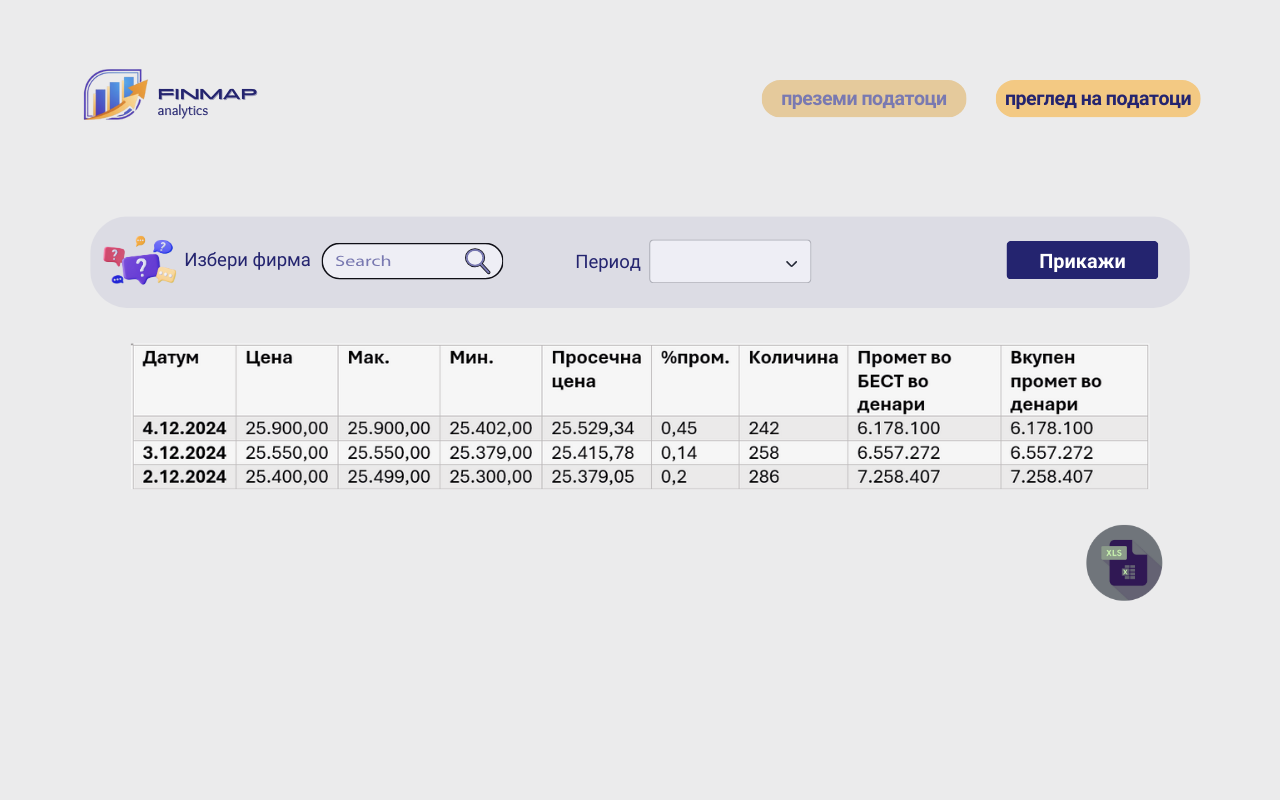 FINMAP
analytics
преземи податоци
преглед на податоци
Избери фирма
Search
Период
Прикажи
Датум Цена Мак. Мин. Просечна цена %пром. Количина Промет во БЕСТ во денари Вкупен промет во денари
4.12.2024 25.900,00 25.900,00 25.402,00 25.529,34 0,45 242 6.178.100 6.178.100
3.12.2024 25.550,00 25.550,00 25.379,00 25.415,78 0,14 258 6.557.272 6.557.272
2.12.2024 25.400,00 25.499,00 25.300,00 25.379,05 0,2 286 7.258.407 7.258.407
XLS
X